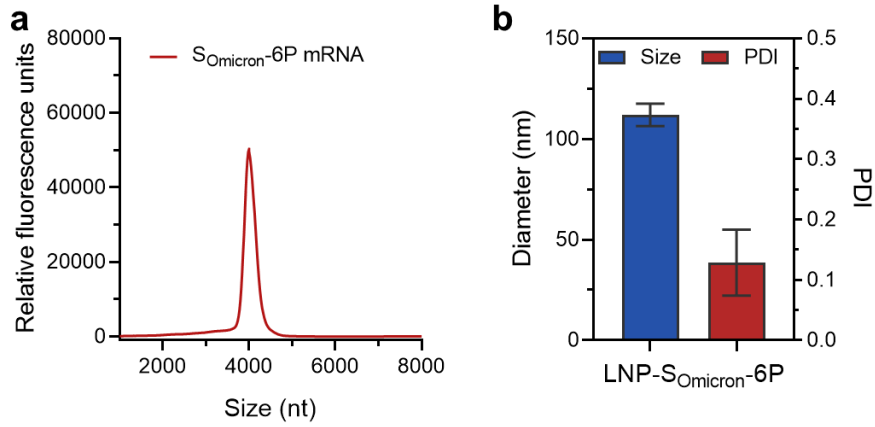 a
80000
60000
40000
20000
0
Relative fluorescence units
S_Omicron-6P mRNA
2000 4000 6000 8000
Size (nt)
b
150
100
50
0
Diameter (nm)
Size PDI
0.5
0.4
0.3
0.2
0.1
0.0
PDI
LNP-S_Omicron-6P